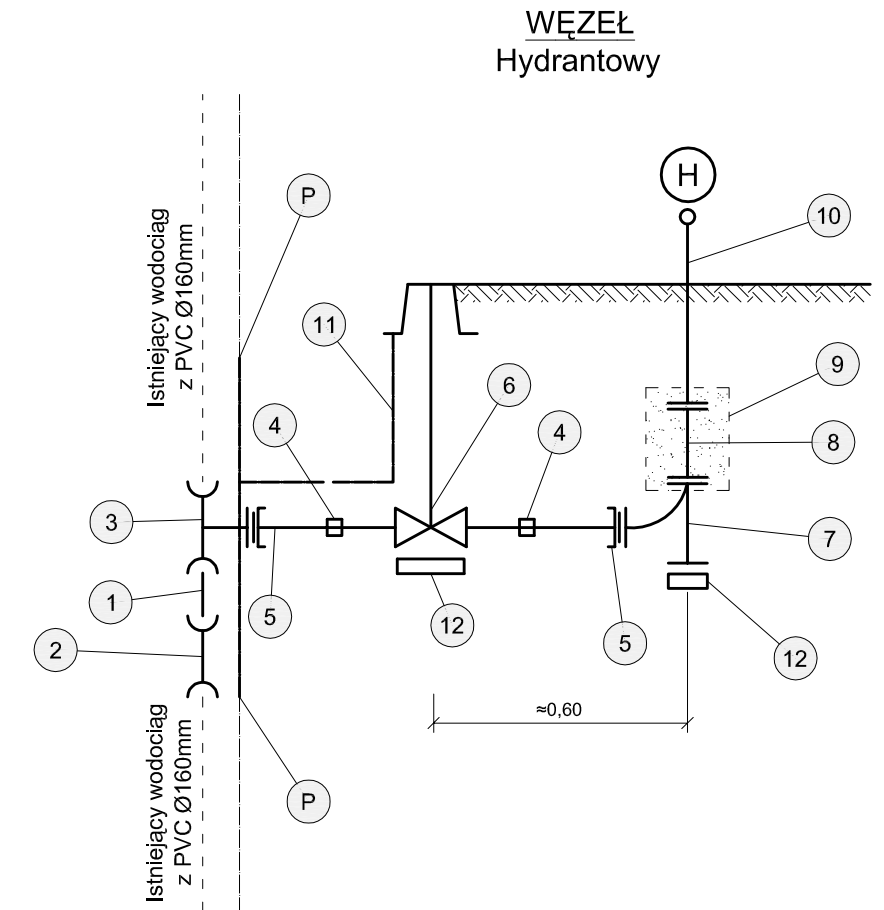 WĘZEŁ
Hydrantowy
Istniejący wodociąg
z PVC Ø160mm
P
H
10
11
6
9
4
4
8
3
7
1
5
12
5
2
12
≈0,60
Istniejący wodociąg
z PVC Ø160mm
P